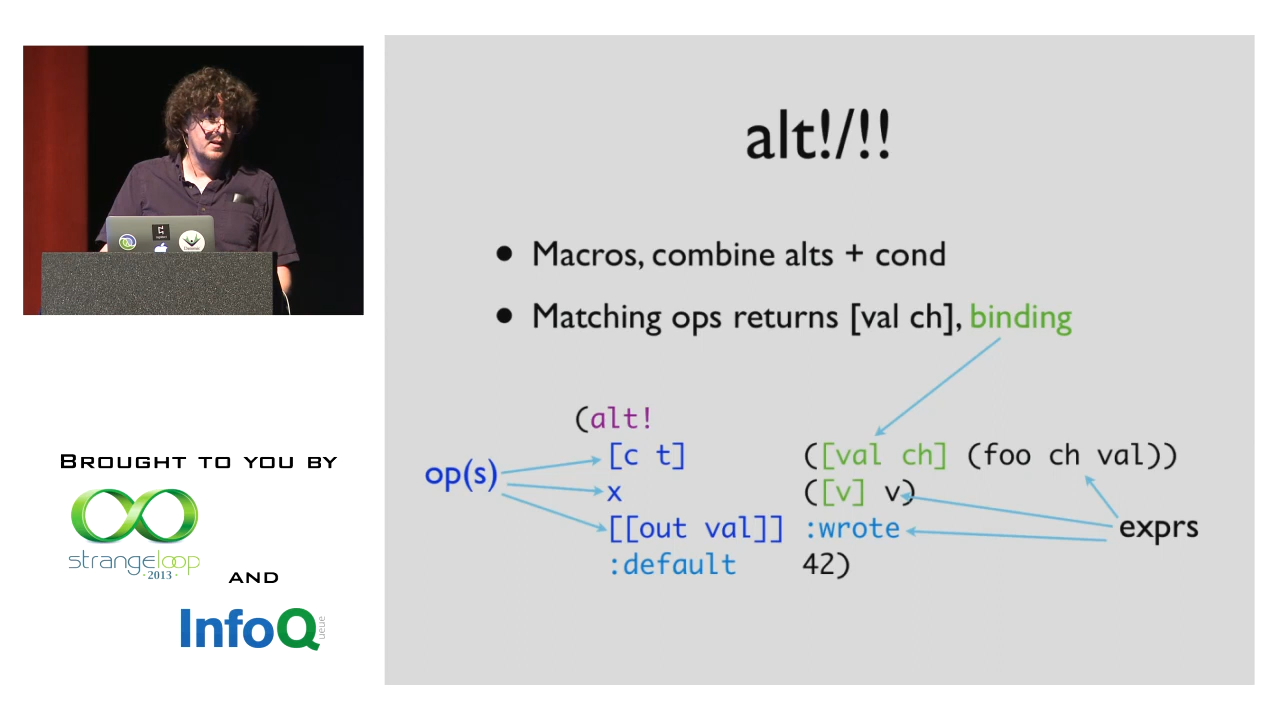 alt!/!!
• Macros, combine alts + cond
• Matching ops returns [val ch], binding
(alt!
[c t] ([val ch] (foo ch val))
op(s)
x ([v] v)
[[out val]] :wrote
exprs
:default 42)
BROUGHT TO YOU BY
strangeloop
·2013·
AND
InfoQ
ueue